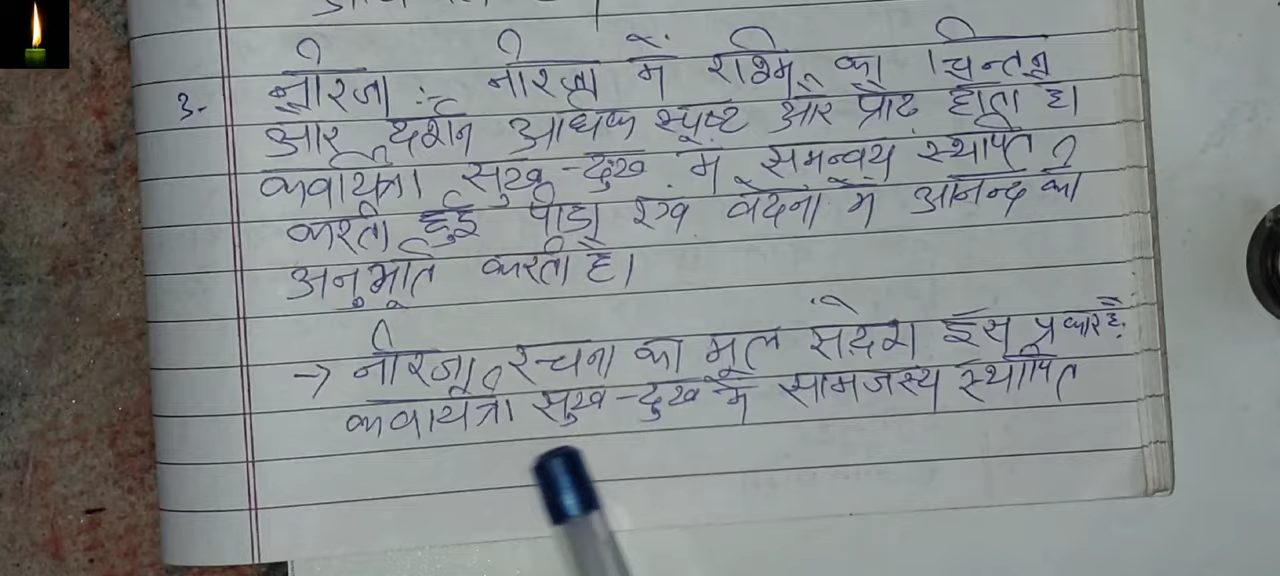 3. नीरजा :- नीरजा में रश्मि का चिन्तन
और दर्शन अधिक स्पष्ट और प्रौढ़ होता है।
कवयित्री सुख-दुख में समन्वय स्थापित
करती हुई पीड़ा एवं वेदना में आनन्द की
अनुभूति करती है।
→ नीरजा रचना का मूल संदेश इस प्रकार है.
कवयित्री सुख-दुख में सामंजस्य स्थापित